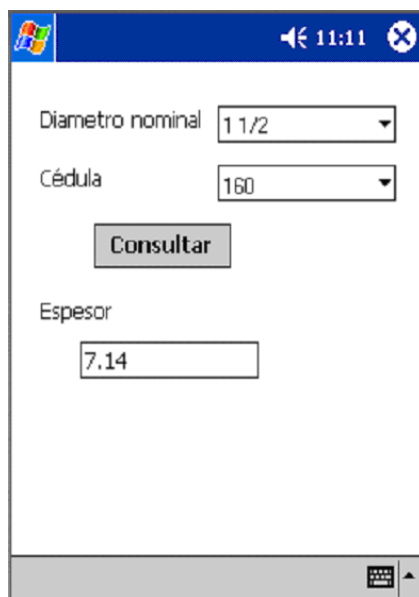 11:11
Diametro nominal 1 1/2
Cédula 160
Consultar
Espesor
7.14